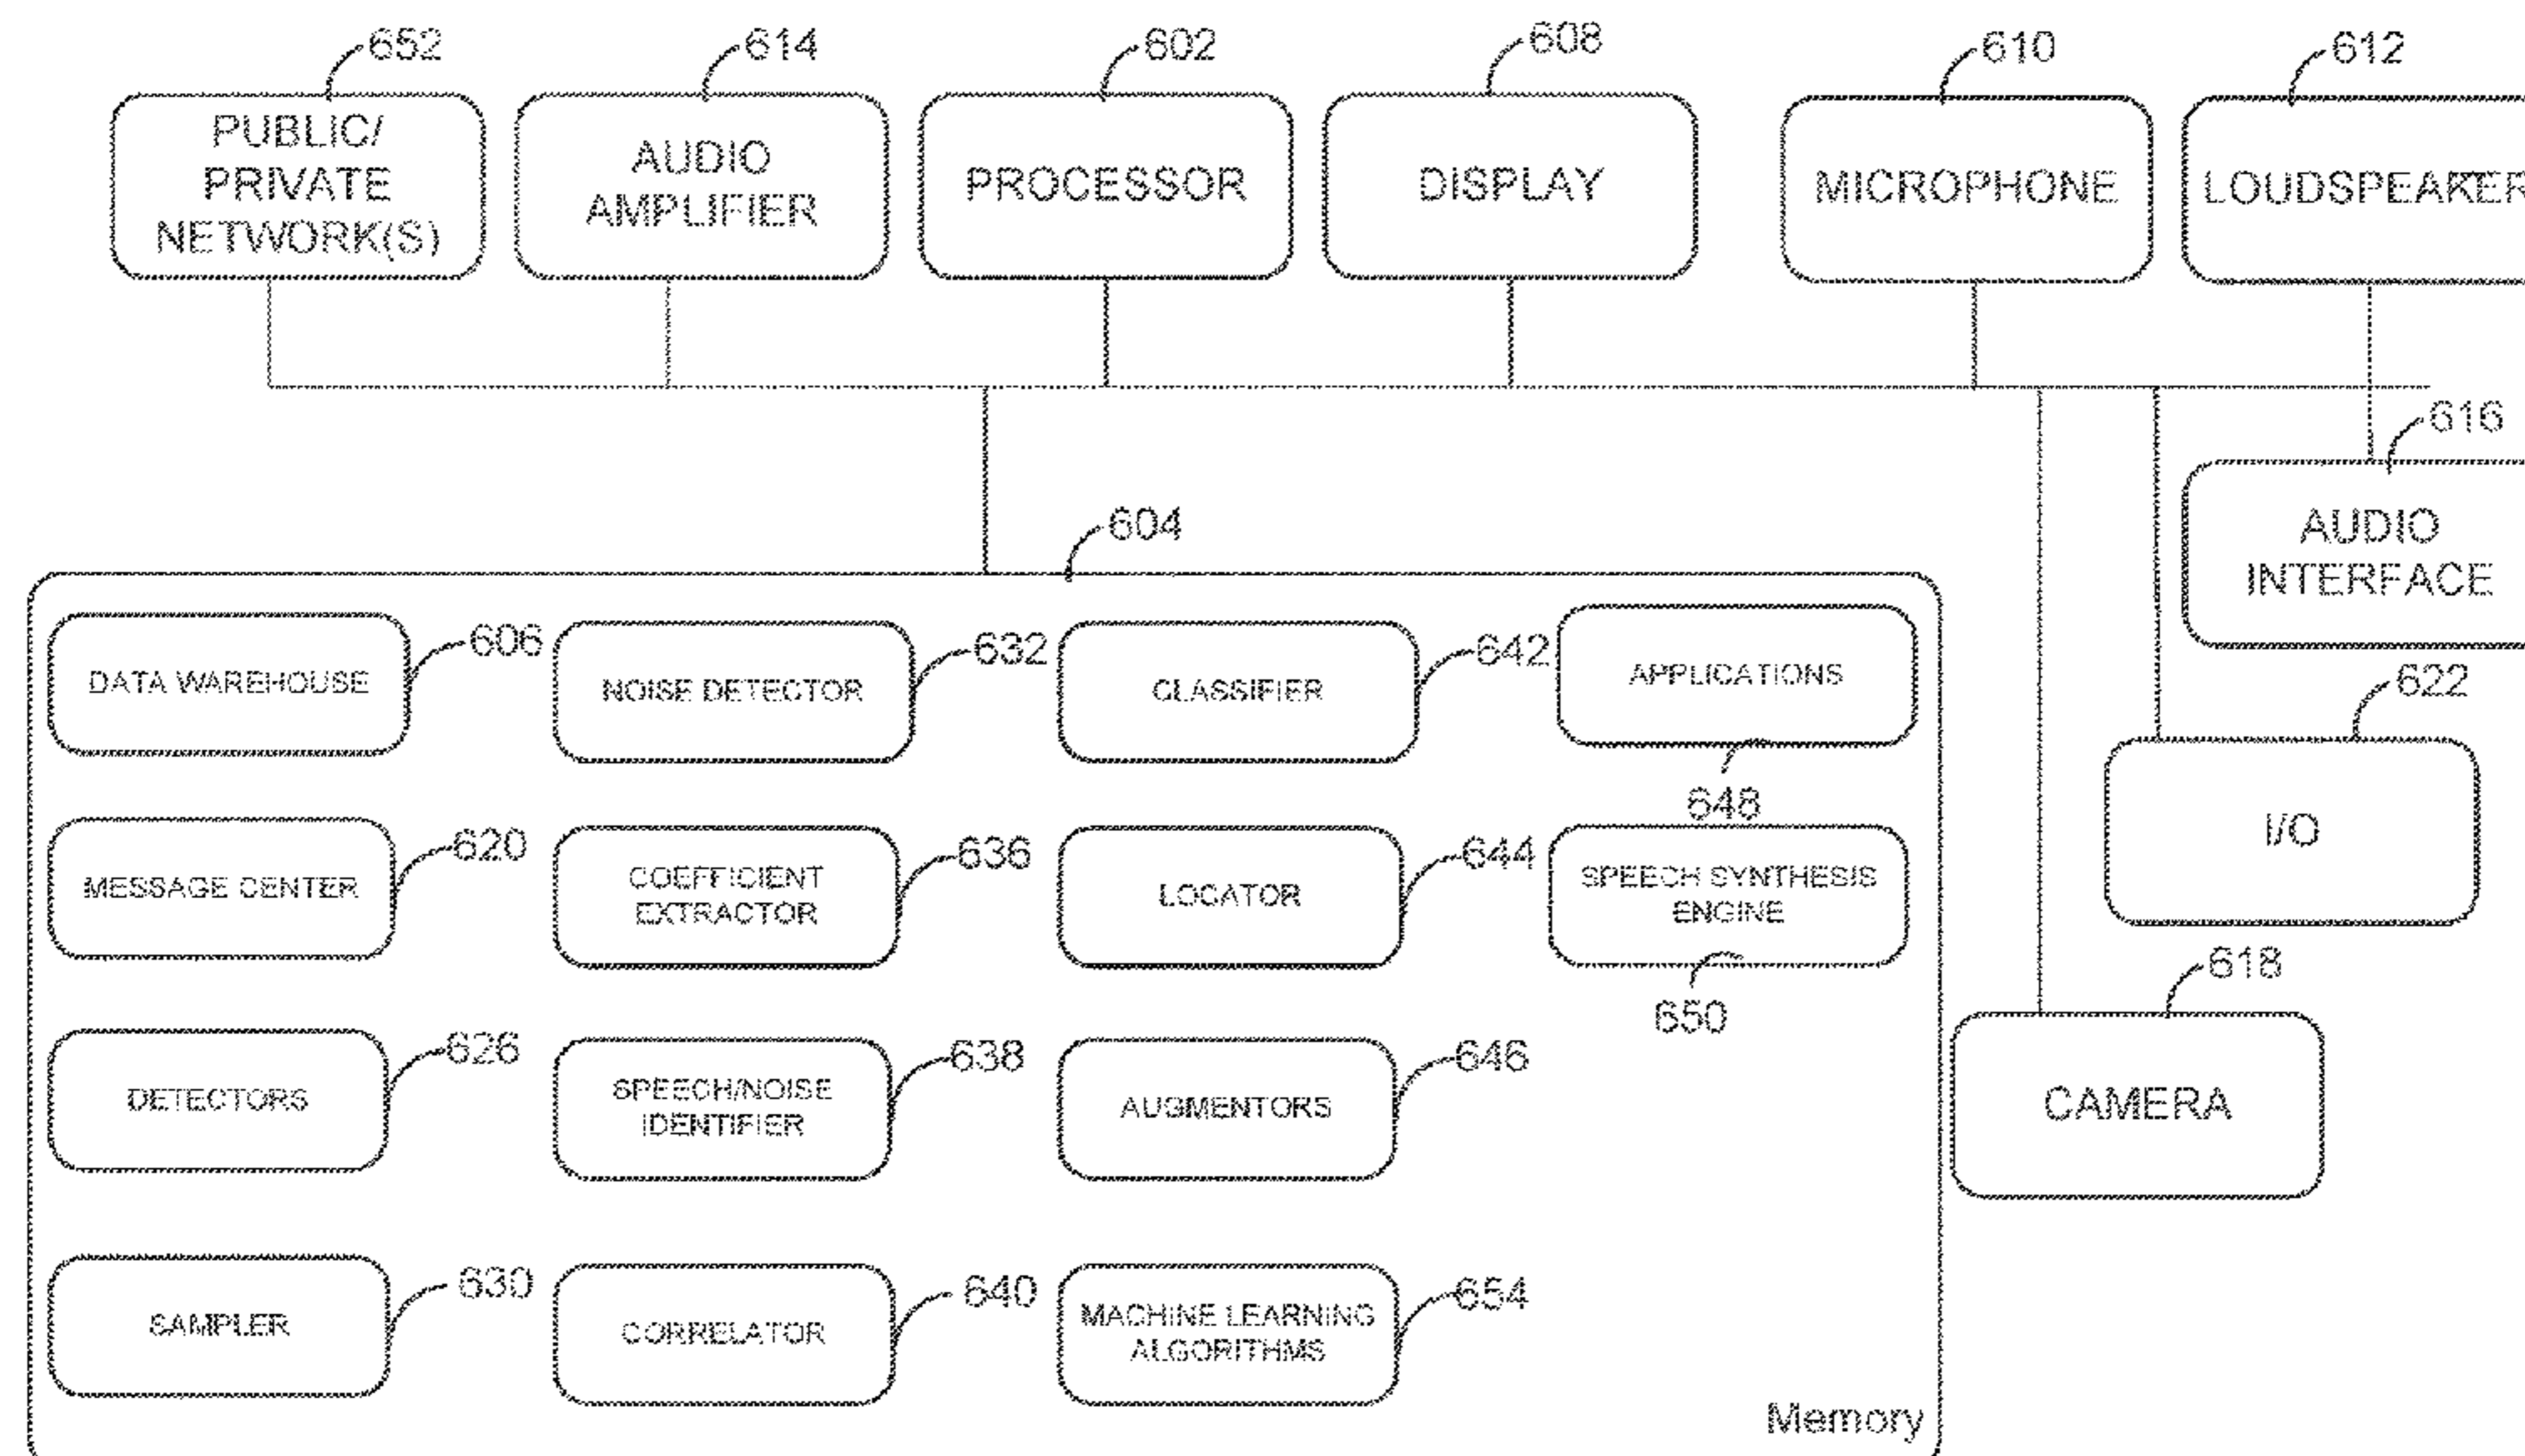 652
614
602
608
610
612
PUBLIC/
PRIVATE
NETWORK(S)
AUDIO
AMPLIFIER
PROCESSOR
DISPLAY
MICROPHONE
LOUDSPEAKER
616
AUDIO
INTERFACE
604
606
DATA WAREHOUSE
632
NOISE DETECTOR
642
CLASSIFIER
APPLICATIONS
648
622
I/O
620
MESSAGE CENTER
636
COEFFICIENT
EXTRACTOR
644
LOCATOR
SPEECH SYNTHESIS
ENGINE
650
618
CAMERA
626
DETECTORS
638
SPEECH/NOISE
IDENTIFIER
646
AUGMENTORS
630
SAMPLER
640
CORRELATOR
654
MACHINE LEARNING
ALGORITHMS
Memory